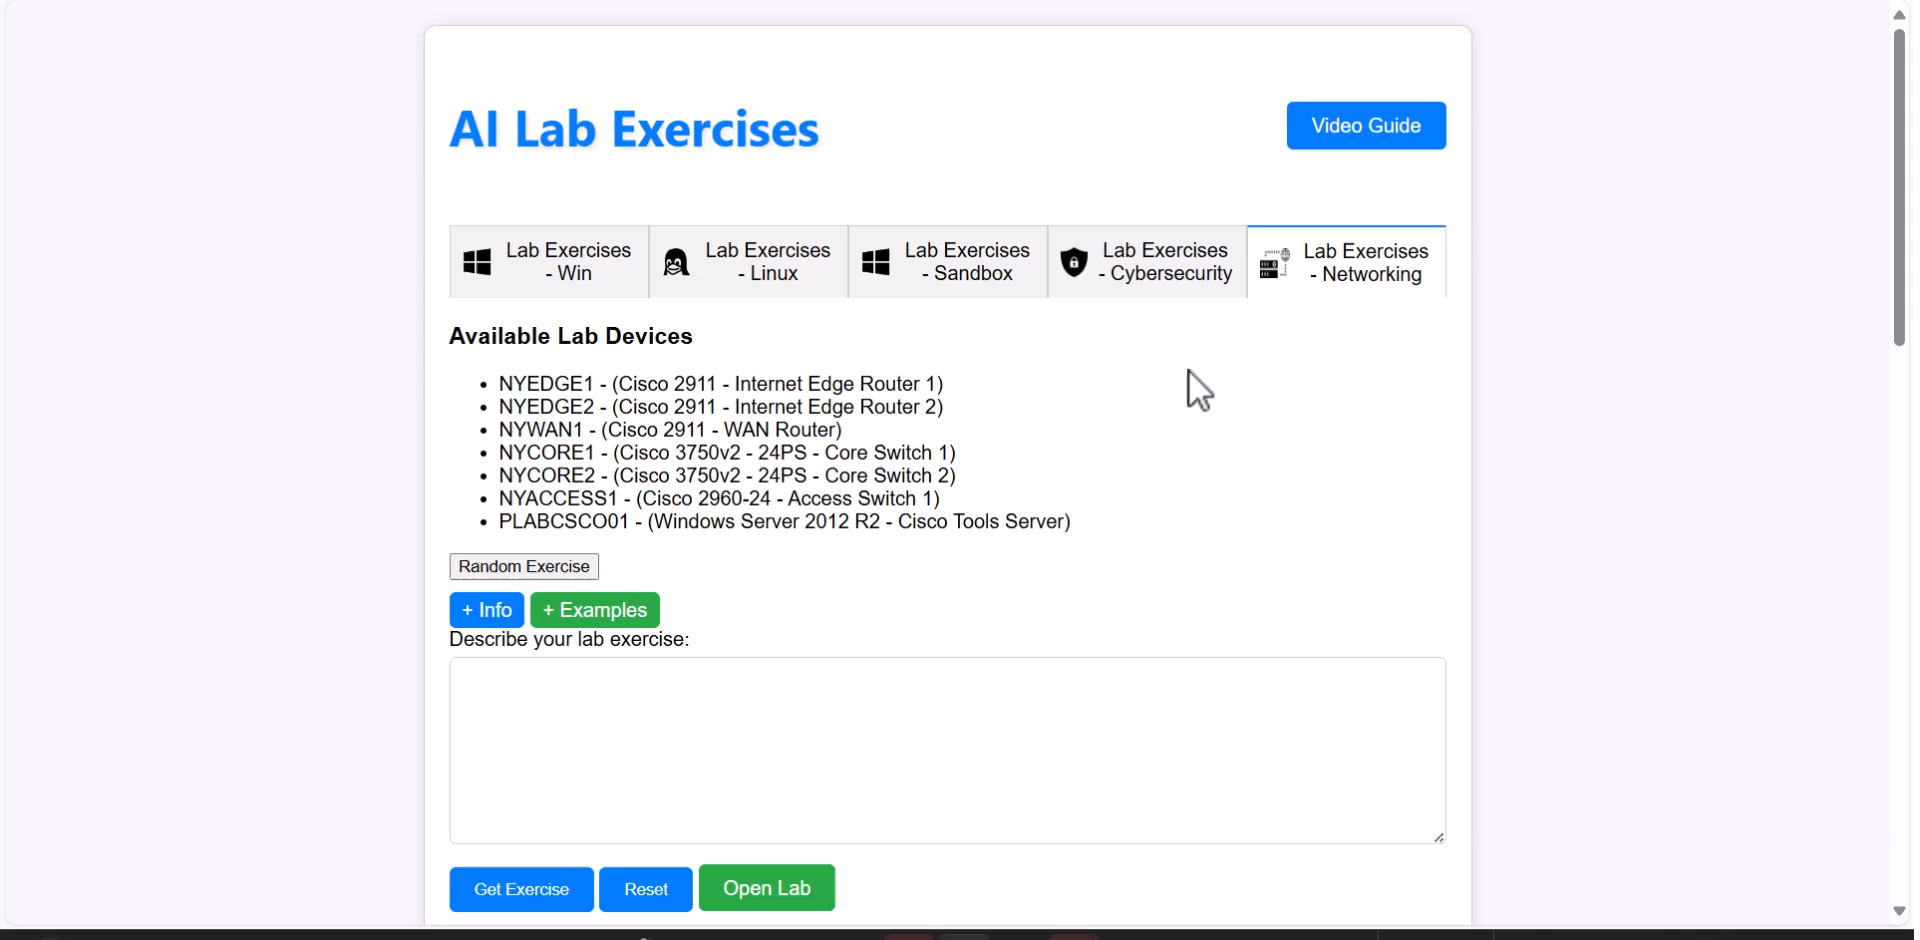 AI Lab Exercises
Video Guide
Lab Exercises
- Win
Lab Exercises
- Linux
Lab Exercises
- Sandbox
Lab Exercises
- Cybersecurity
Lab Exercises
- Networking
Available Lab Devices
• NYEDGE1 - (Cisco 2911 - Internet Edge Router 1)
• NYEDGE2 - (Cisco 2911 - Internet Edge Router 2)
• NYWAN1 - (Cisco 2911 - WAN Router)
• NYCORE1 - (Cisco 3750v2 - 24PS - Core Switch 1)
• NYCORE2 - (Cisco 3750v2 - 24PS - Core Switch 2)
• NYACCESS1 - (Cisco 2960-24 - Access Switch 1)
• PLABCSCO01 - (Windows Server 2012 R2 - Cisco Tools Server)
Random Exercise
+ Info
+ Examples
Describe your lab exercise:
Get Exercise
Reset
Open Lab